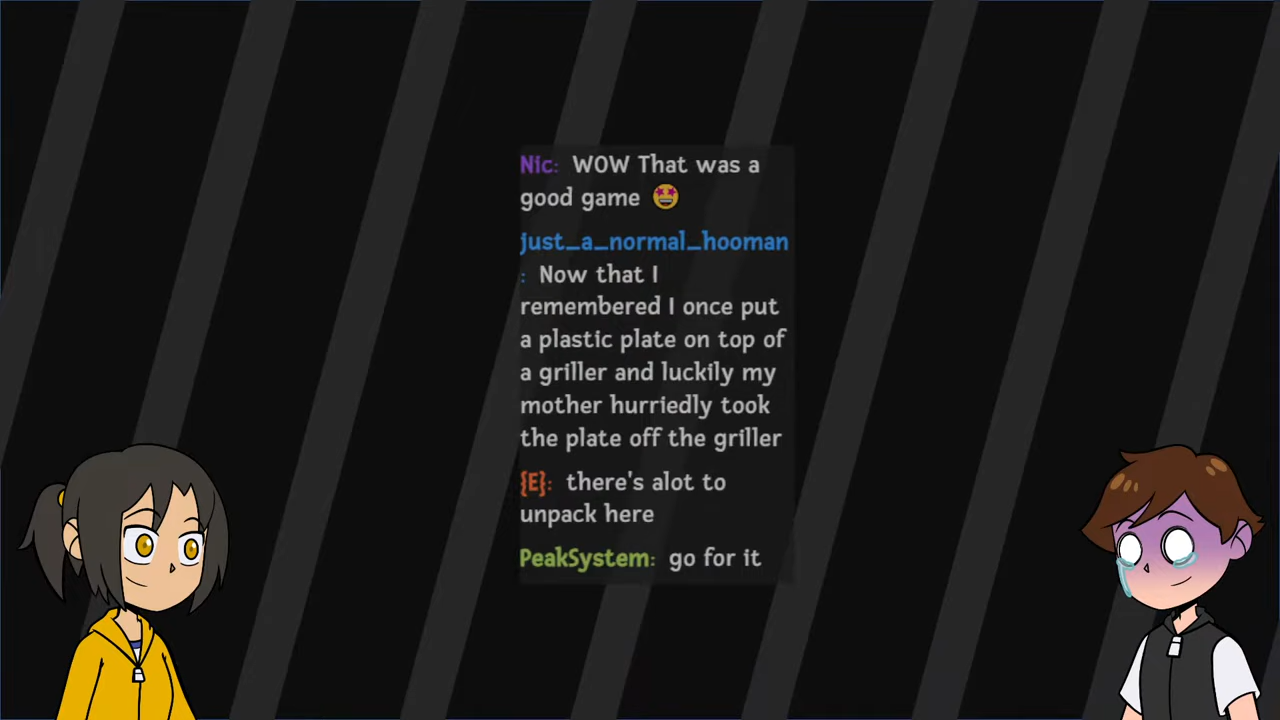 Nic: WOW That was a
good game 🤩
just_a_normal_hooman
: Now that I
remembered I once put
a plastic plate on top of
a griller and luckily my
mother hurriedly took
the plate off the griller
{E}: there's alot to
unpack here
PeakSystem: go for it